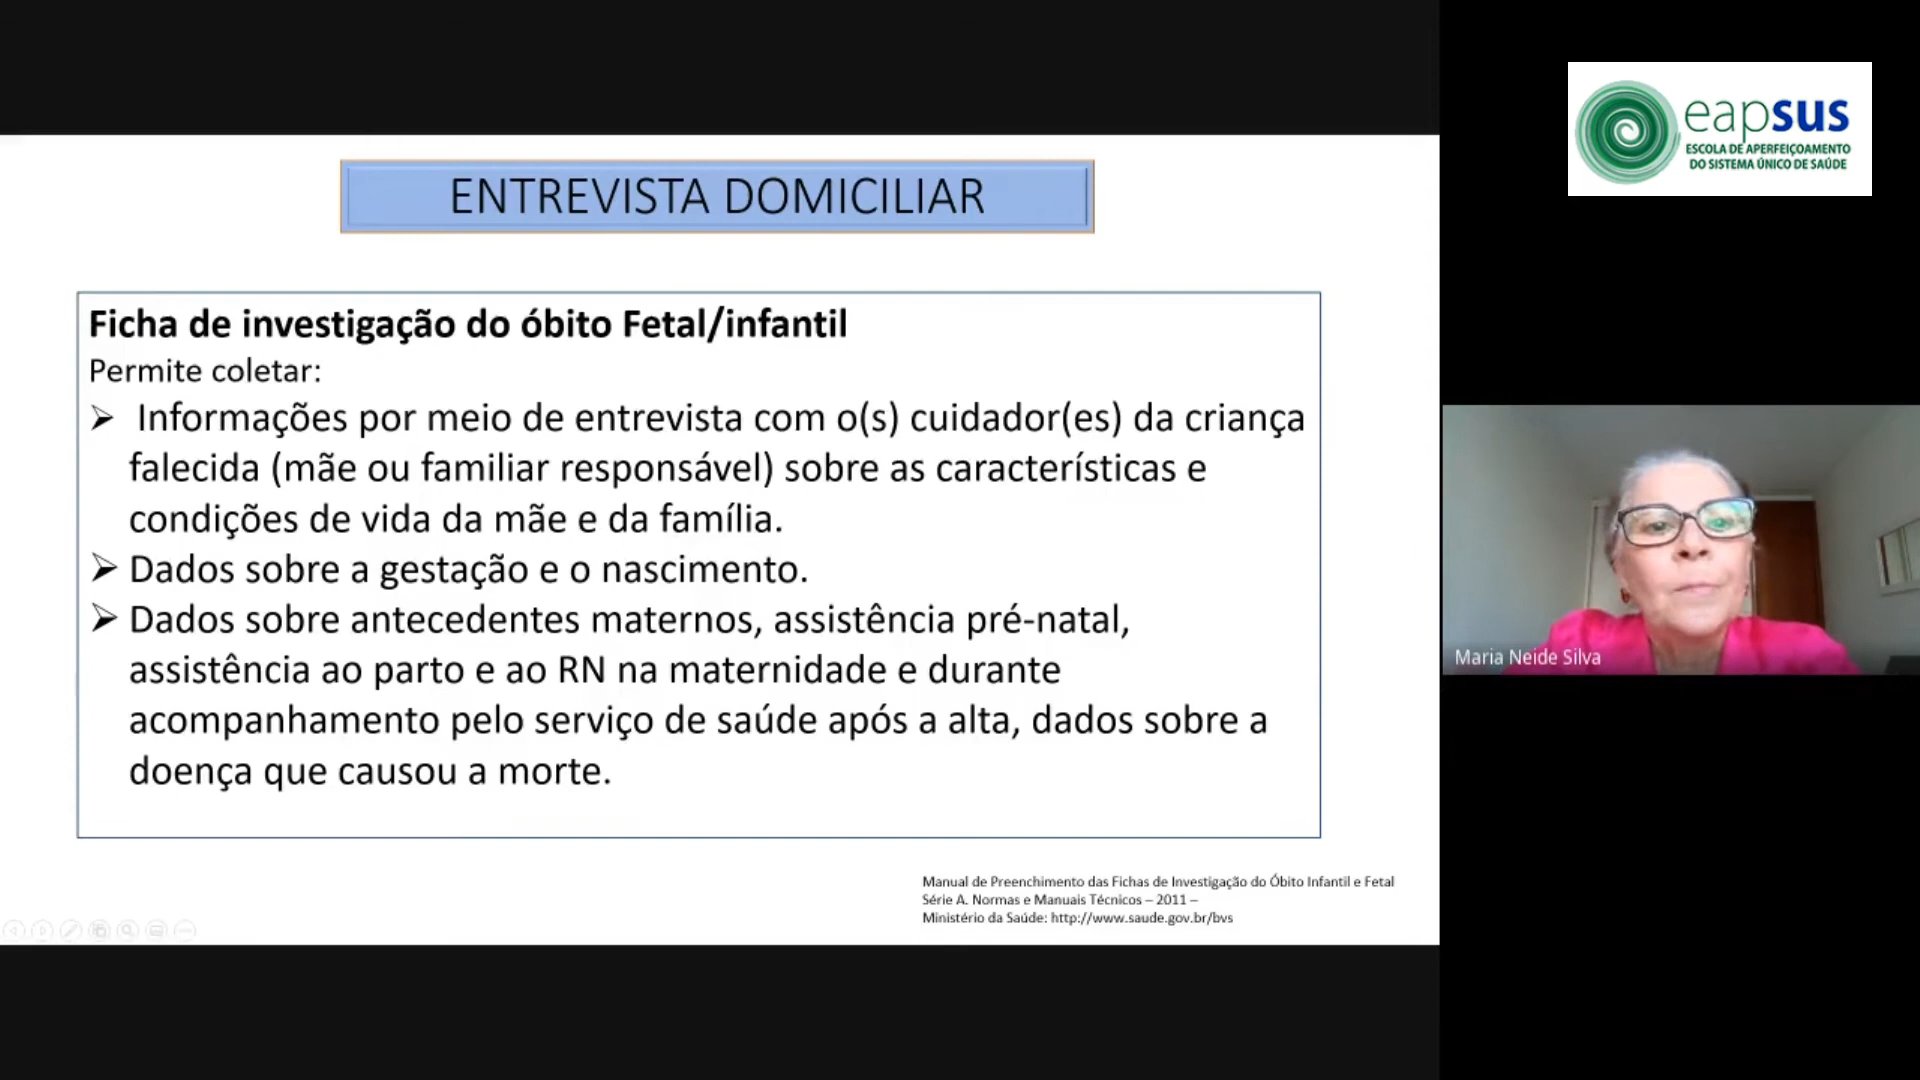 ENTREVISTA DOMICILIAR
Ficha de investigação do óbito Fetal/infantil
Permite coletar:
➢ Informações por meio de entrevista com o(s) cuidador(es) da criança
falecida (mãe ou familiar responsável) sobre as características e
condições de vida da mãe e da família.
➢ Dados sobre a gestação e o nascimento.
➢ Dados sobre antecedentes maternos, assistência pré-natal,
assistência ao parto e ao RN na maternidade e durante
acompanhamento pelo serviço de saúde após a alta, dados sobre a
doença que causou a morte.
Manual de Preenchimento das Fichas de Investigação do Óbito Infantil e Fetal
Série A. Normas e Manuais Técnicos – 2011 –
Ministério da Saúde: http://www.saude.gov.br/bvs
eapsus
ESCOLA DE APERFEIÇOAMENTO
DO SISTEMA ÚNICO DE SAÚDE
Maria Neide Silva